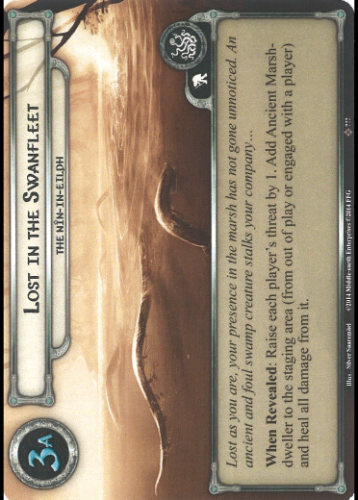 3A
LOST IN THE SWANFLEET
THE NÎN-IN-EILPH
Lost as you are, your presence in the marsh has not gone unnoticed. An
ancient and foul swamp creature stalks your company…
When Revealed: Raise each player's threat by 1. Add Ancient Marsh-
dweller to the staging area (from out of play or engaged with a player)
and heal all damage from it.
Illus. Silver Saaremäel ©2014 Middle-earth Enterprises ©2014 FFG